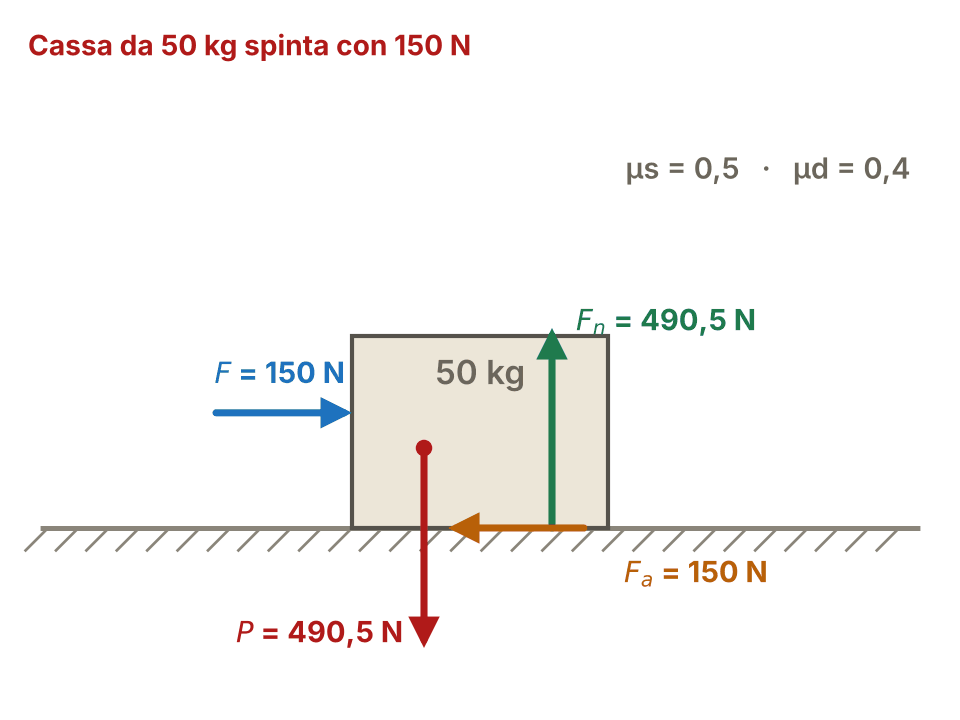 Cassa da 50 kg spinta con 150 N
μs = 0,5 · μd = 0,4
Fn = 490,5 N
F = 150 N
50 kg
Fa = 150 N
P = 490,5 N